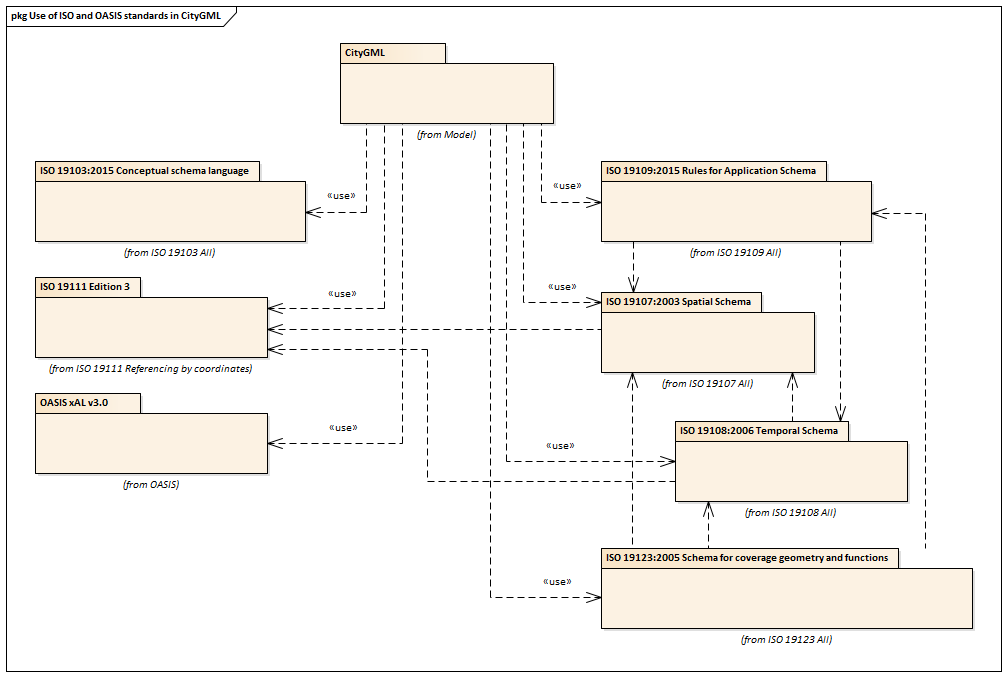 pkg Use of ISO and OASIS standards in CityGML
CityGML
(from Model)
ISO 19103:2015 Conceptual schema language
«use»
(from ISO 19103 All)
ISO 19109:2015 Rules for Application Schema
«use»
(from ISO 19109 All)
ISO 19111 Edition 3
«use»
(from ISO 19111 Referencing by coordinates)
ISO 19107:2003 Spatial Schema
«use»
(from ISO 19107 All)
OASIS xAL v3.0
«use»
(from OASIS)
ISO 19108:2006 Temporal Schema
«use»
(from ISO 19108 All)
ISO 19123:2005 Schema for coverage geometry and functions
«use»
(from ISO 19123 All)